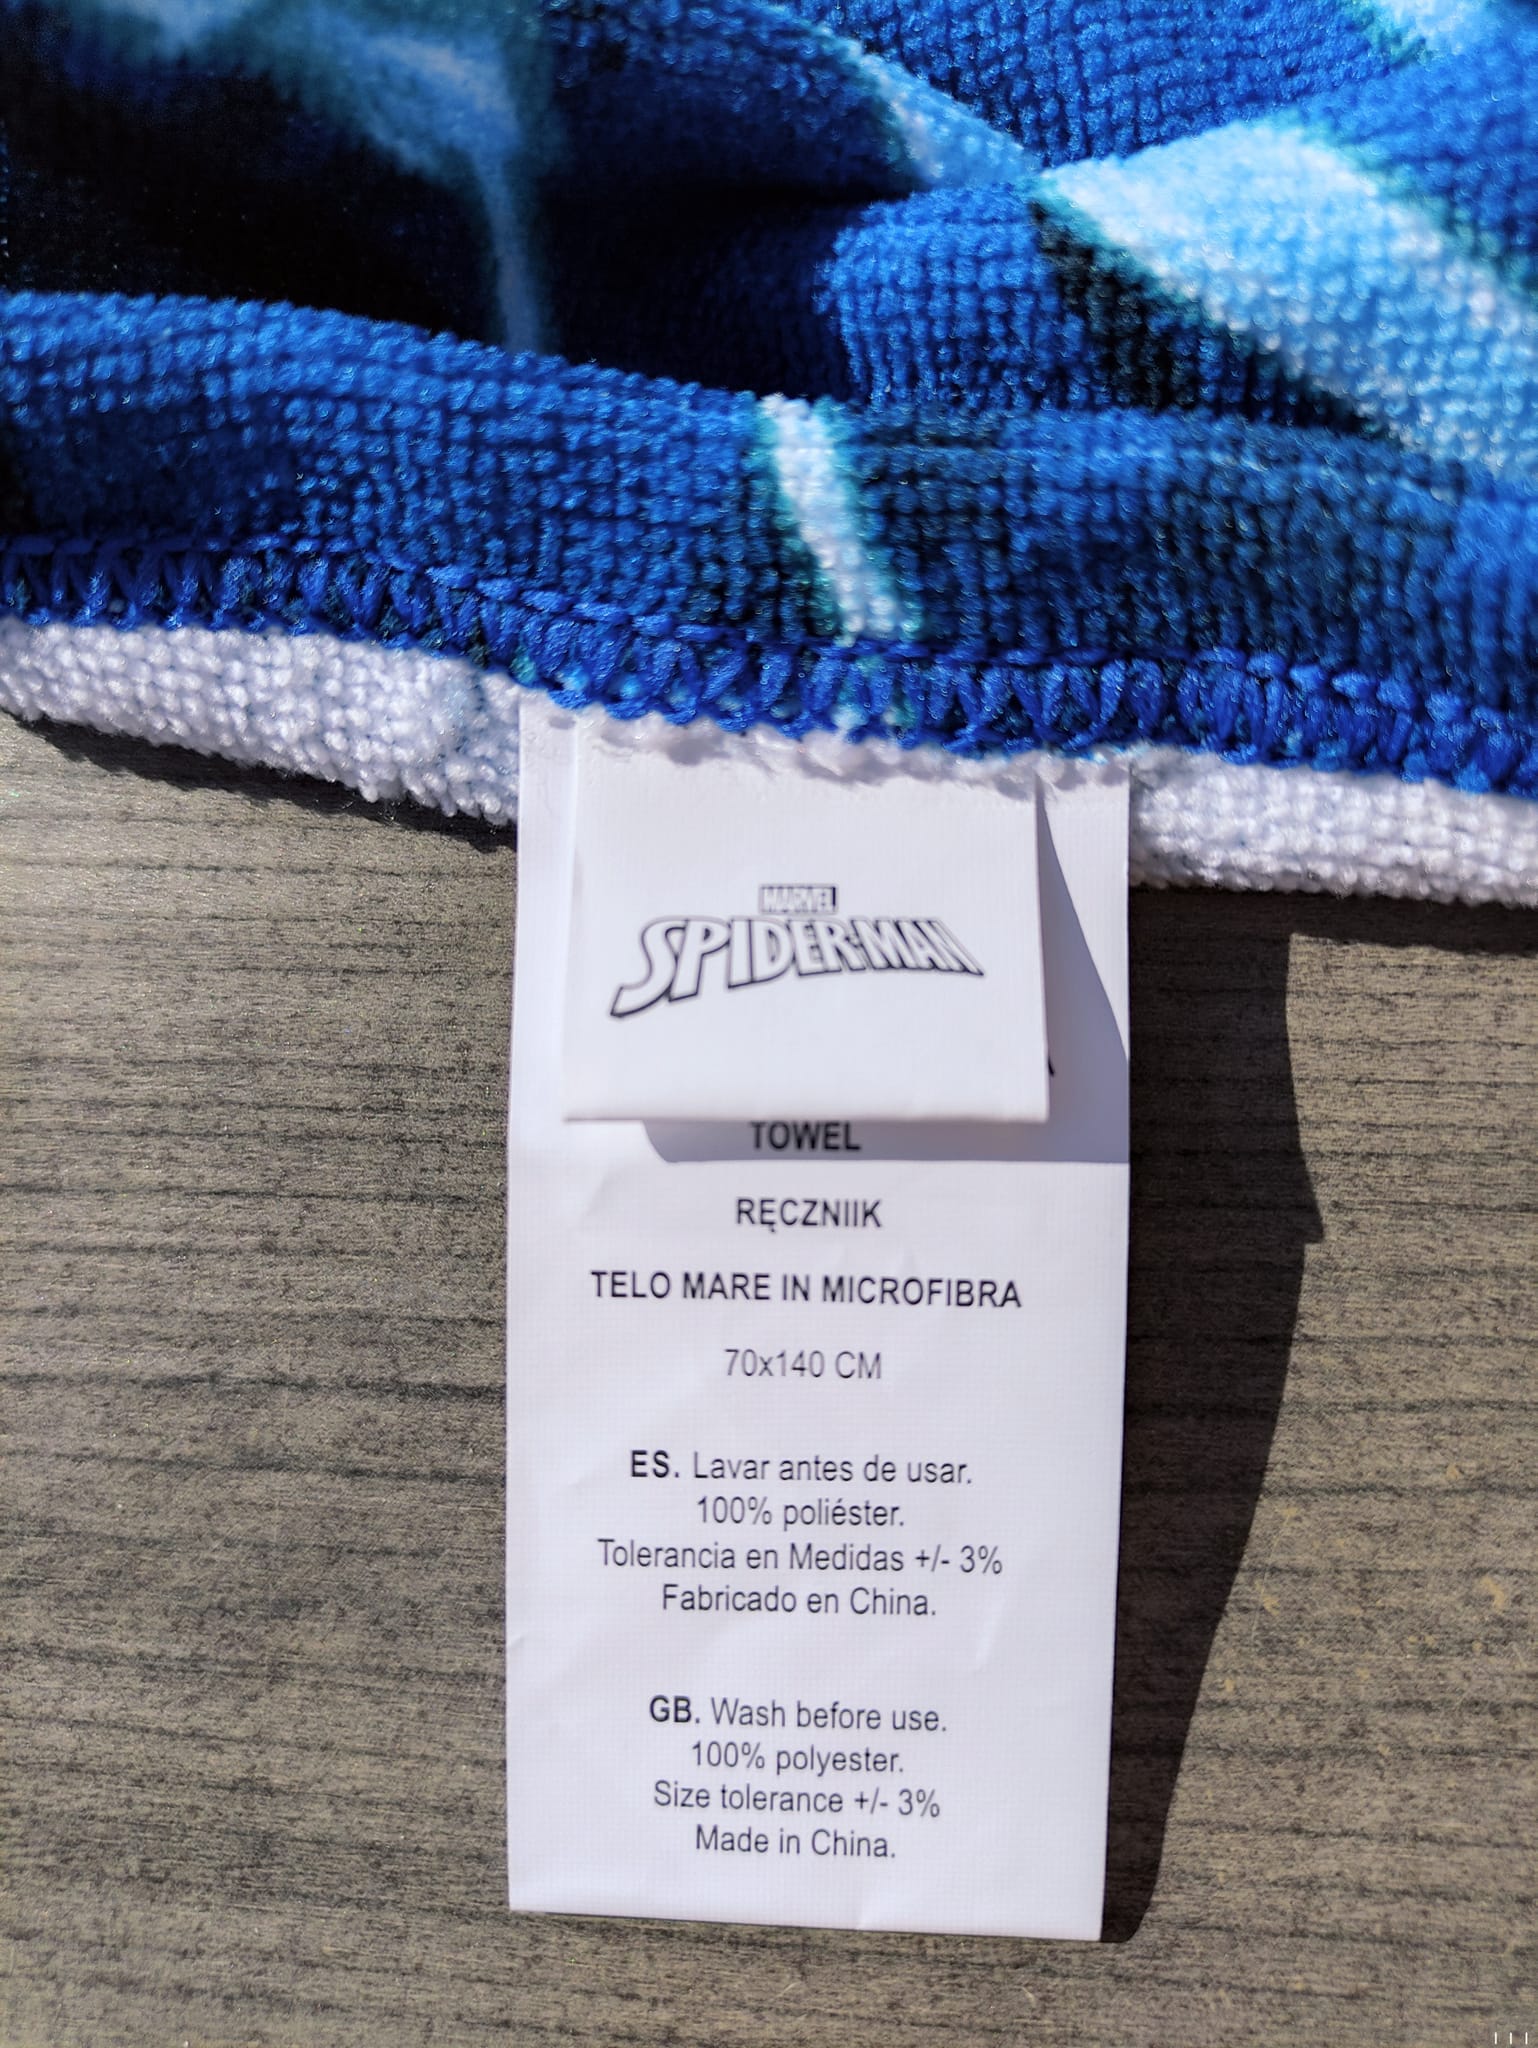 MARVEL
SPIDER-MAN
TOWEL
RĘCZNIIK
TELO MARE IN MICROFIBRA
70x140 CM
ES. Lavar antes de usar.
100% poliéster.
Tolerancia en Medidas +/- 3%
Fabricado en China.
GB. Wash before use.
100% polyester.
Size tolerance +/- 3%
Made in China.